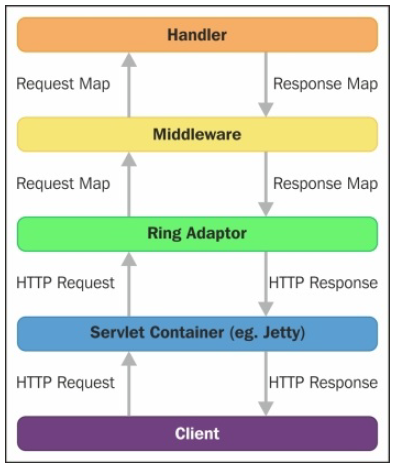 Handler
Request Map
Response Map
Middleware
Request Map
Response Map
Ring Adaptor
HTTP Request
HTTP Response
Servlet Container (eg. Jetty)
HTTP Request
HTTP Response
Client